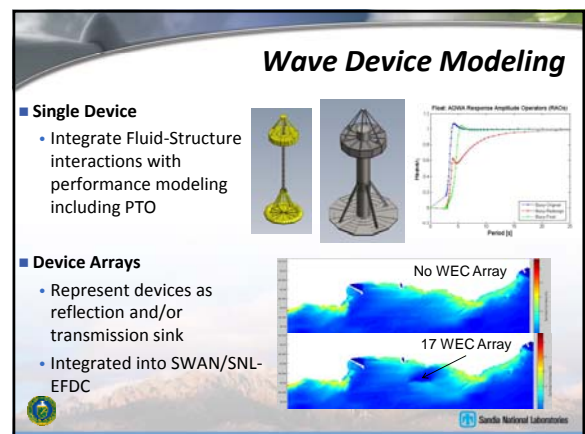 Wave Device Modeling
Single Device
Integrate Fluid-Structure
interactions with
performance modeling
including PTO
Float: AQWA Response Amplitude Operators (RAOs)
Period [s]
Device Arrays
Represent devices as
reflection and/or
transmission sink
Integrated into SWAN/SNL-
EFDC
No WEC Array
17 WEC Array
Sandia National Laboratories